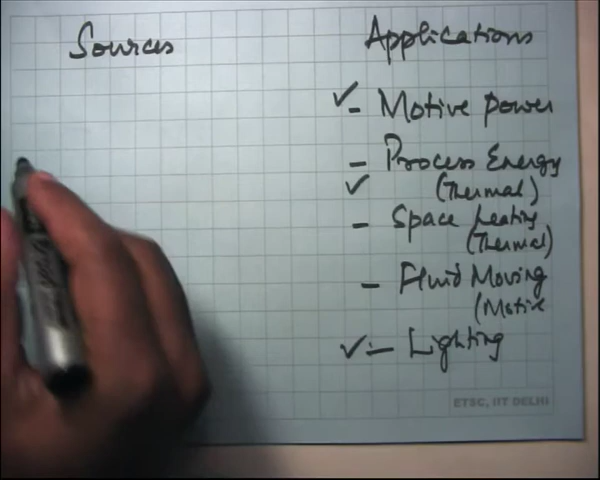 Sources Applications
✓ - Motive power
- Process Energy
✓ (Thermal)
- Space heating
(Thermal)
- Fluid Moving
(Motive
✓ - Lighting
ETSC, IIT DELHI